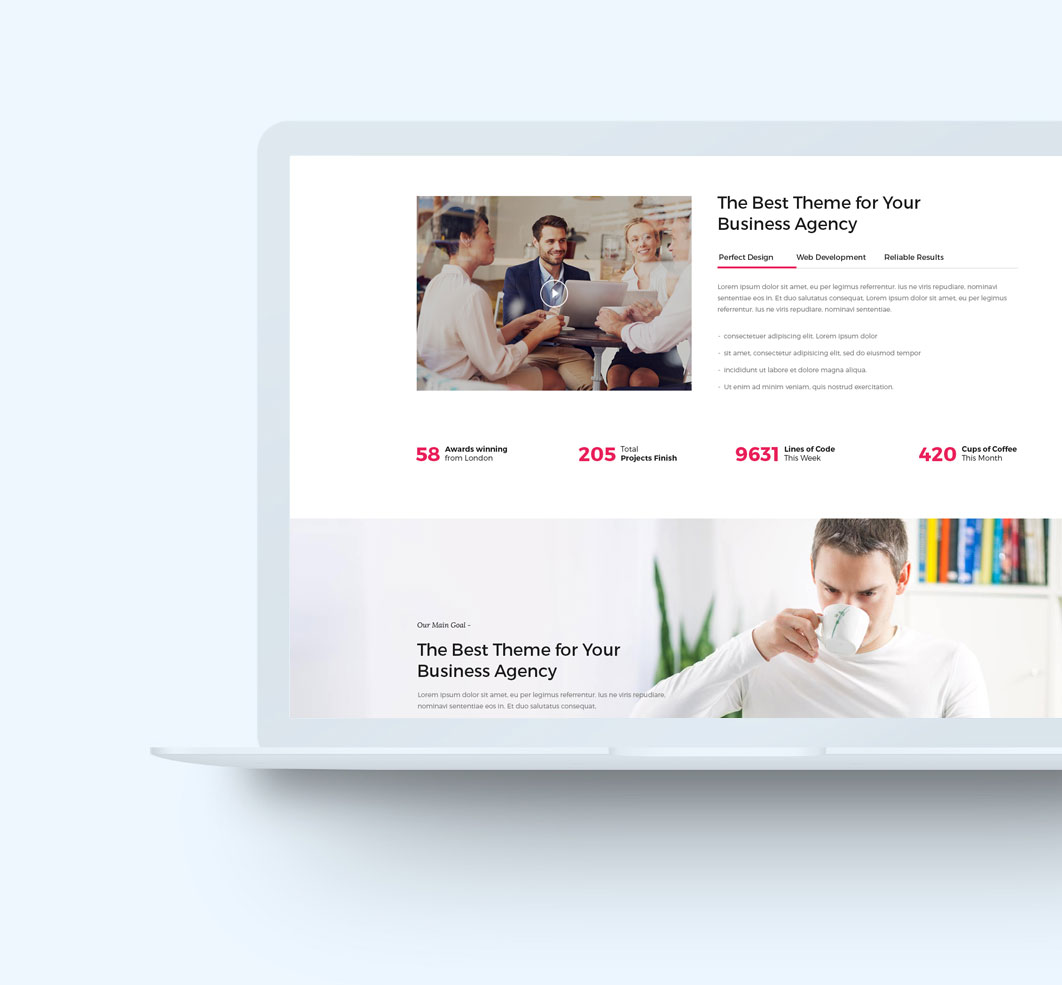 The Best Theme for Your
Business Agency
Perfect Design Web Development Reliable Results
Lorem ipsum dolor sit amet, eu per legimus referrentur. Ius ne viris repudiare, nominavi
sententiae eos in. Et duo salutatus consequat, Lorem ipsum dolor sit amet, eu per legimus
referrentur. Ius ne viris repudiare, nominavi sententiae.
- consectetuer adipiscing elit. Lorem ipsum dolor
- sit amet, consectetur adipisicing elit, sed do eiusmod tempor
- incididunt ut labore et dolore magna aliqua.
- Ut enim ad minim veniam, quis nostrud exercitation.
58 Awards winning
from London
205 Total
Projects Finish
9631 Lines of Code
This Week
420 Cups of Coffee
This Month
Our Main Goal -
The Best Theme for Your
Business Agency
Lorem ipsum dolor sit amet, eu per legimus referrentur. Ius ne viris repudiare,
nominavi sententiae eos in. Et duo salutatus consequat.